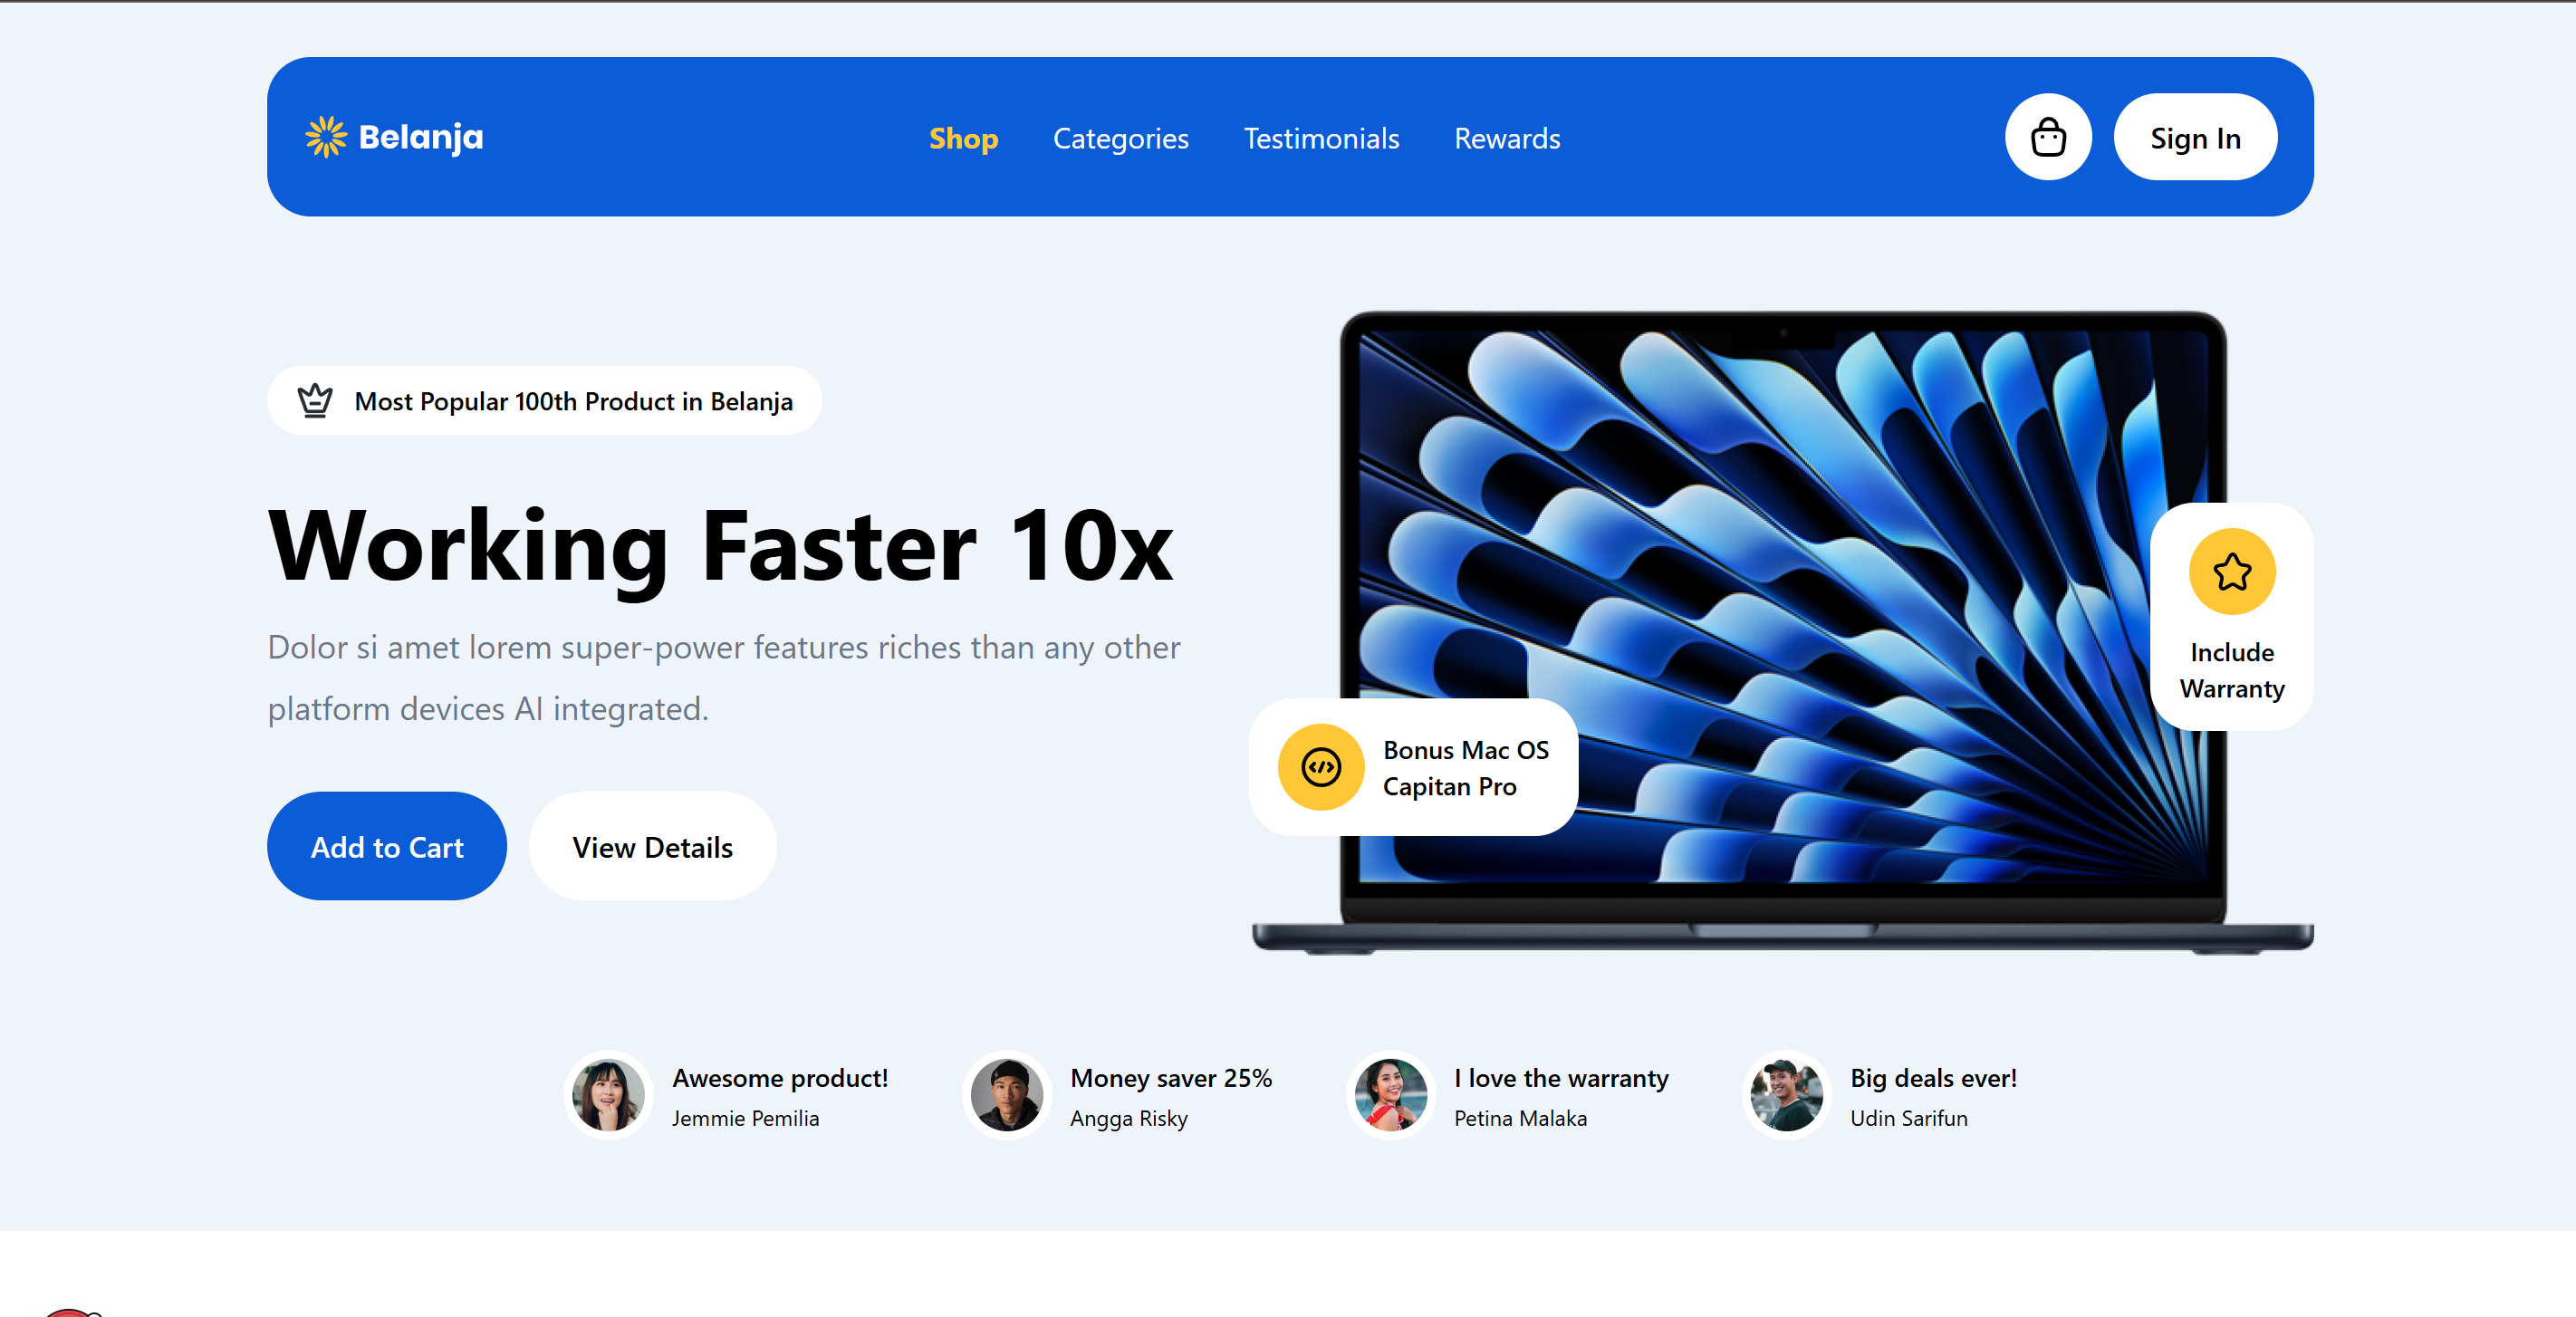 Belanja
Shop
Categories
Testimonials
Rewards
Sign In
Most Popular 100th Product in Belanja
Working Faster 10x
Dolor si amet lorem super-power features riches than any other
platform devices AI integrated.
Add to Cart
View Details
Include
Warranty
Bonus Mac OS
Capitan Pro
Awesome product!
Jemmie Pemilia
Money saver 25%
Angga Risky
I love the warranty
Petina Malaka
Big deals ever!
Udin Sarifun